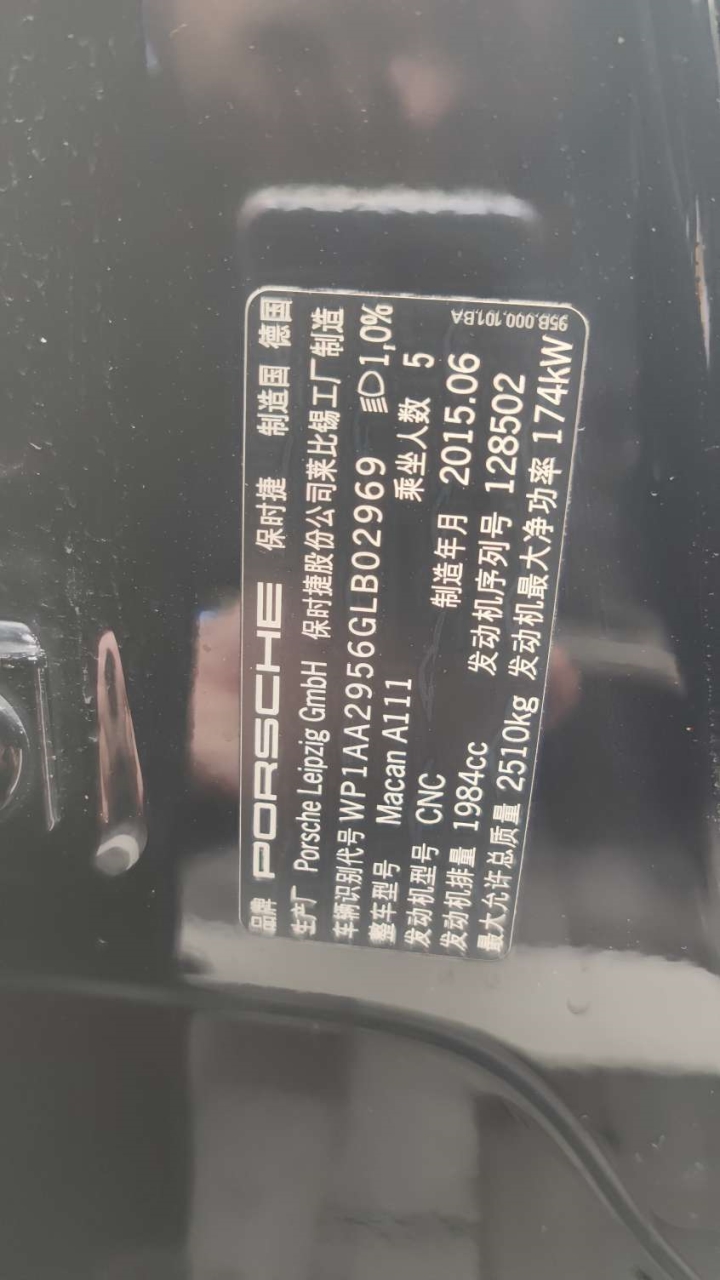 品牌 PORSCHE 保时捷 制造国 德国
生产厂 Porsche Leipzig GmbH 保时捷股份公司莱比锡工厂制造
车辆识别代号 WP1AA2956GLB02969 1,0%
整车型号 Macan A111 乘坐人数 5
发动机型号 CNC 制造年月 2015.06
发动机排量 1984cc 发动机序列号 128502
最大允许总质量 2510kg 发动机最大净功率 174kW
95B.000.101.BA